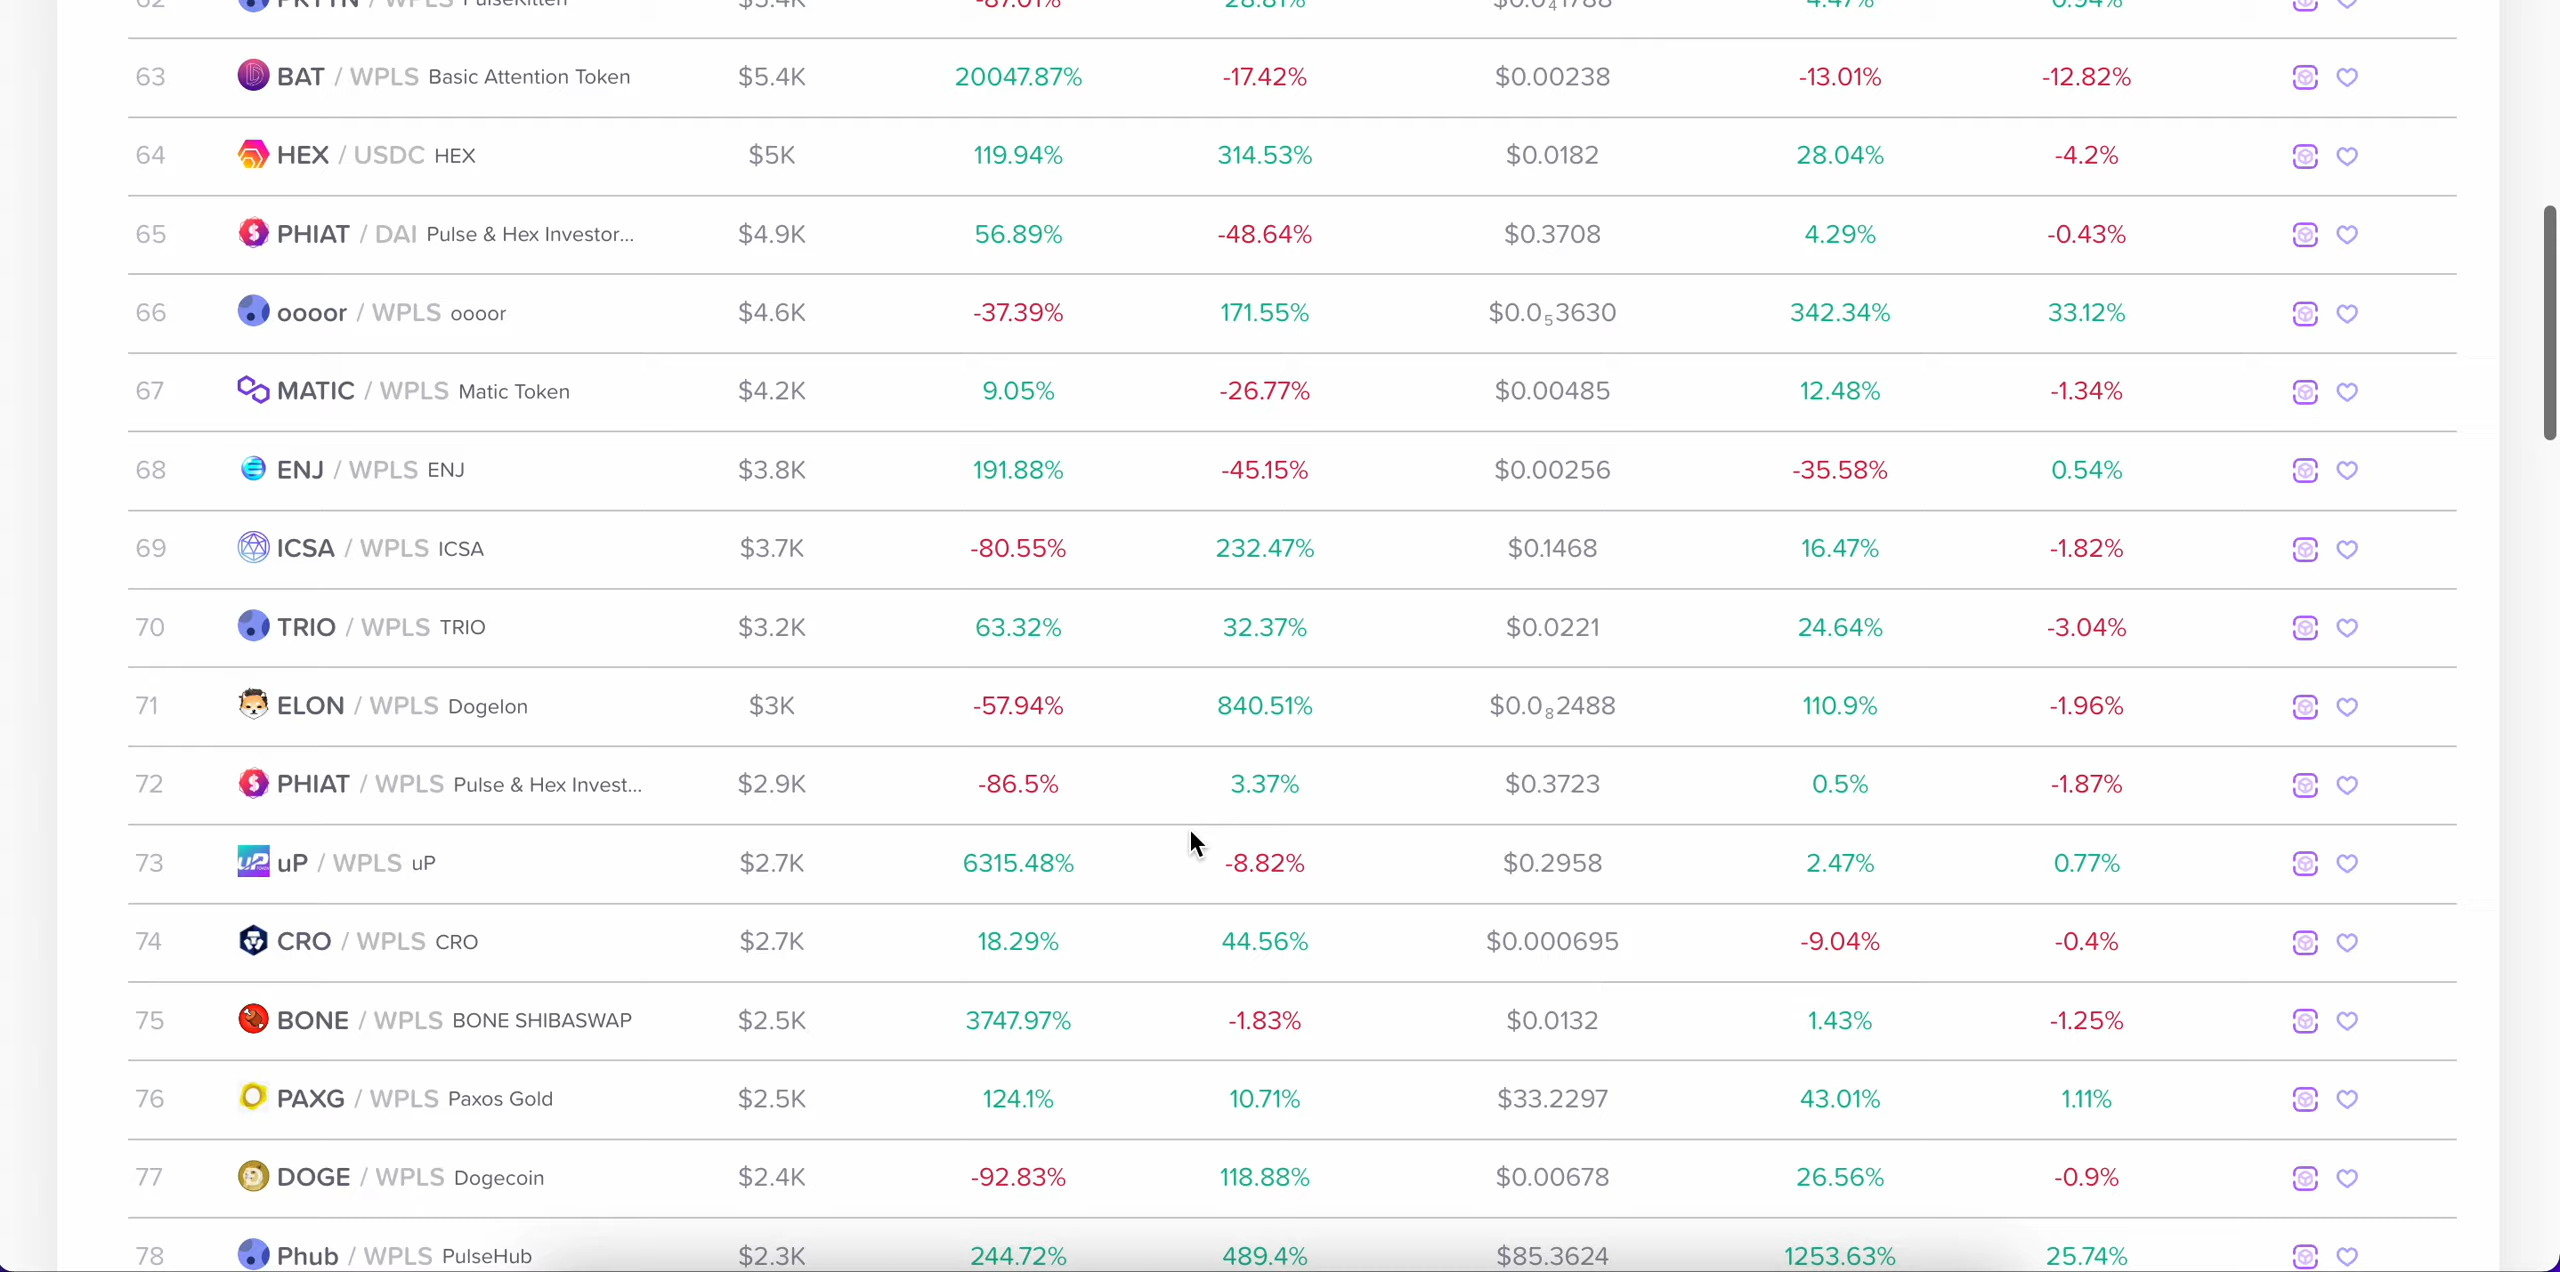 63 BAT / WPLS Basic Attention Token $5.4K 20047.87% -17.42% $0.00238 -13.01% -12.82%
64 HEX / USDC HEX $5K 119.94% 314.53% $0.0182 28.04% -4.2%
65 PHIAT / DAI Pulse & Hex Investor... $4.9K 56.89% -48.64% $0.3708 4.29% -0.43%
66 oooor / WPLS oooor $4.6K -37.39% 171.55% $0.0₅3630 342.34% 33.12%
67 MATIC / WPLS Matic Token $4.2K 9.05% -26.77% $0.00485 12.48% -1.34%
68 ENJ / WPLS ENJ $3.8K 191.88% -45.15% $0.00256 -35.58% 0.54%
69 ICSA / WPLS ICSA $3.7K -80.55% 232.47% $0.1468 16.47% -1.82%
70 TRIO / WPLS TRIO $3.2K 63.32% 32.37% $0.0221 24.64% -3.04%
71 ELON / WPLS Dogelon $3K -57.94% 840.51% $0.0₈2488 110.9% -1.96%
72 PHIAT / WPLS Pulse & Hex Invest... $2.9K -86.5% 3.37% $0.3723 0.5% -1.87%
73 uP / WPLS uP $2.7K 6315.48% -8.82% $0.2958 2.47% 0.77%
74 CRO / WPLS CRO $2.7K 18.29% 44.56% $0.000695 -9.04% -0.4%
75 BONE / WPLS BONE SHIBASWAP $2.5K 3747.97% -1.83% $0.0132 1.43% -1.25%
76 PAXG / WPLS Paxos Gold $2.5K 124.1% 10.71% $33.2297 43.01% 1.11%
77 DOGE / WPLS Dogecoin $2.4K -92.83% 118.88% $0.00678 26.56% -0.9%
78 Phub / WPLS PulseHub $2.3K 244.72% 489.4% $85.3624 1253.63% 25.74%